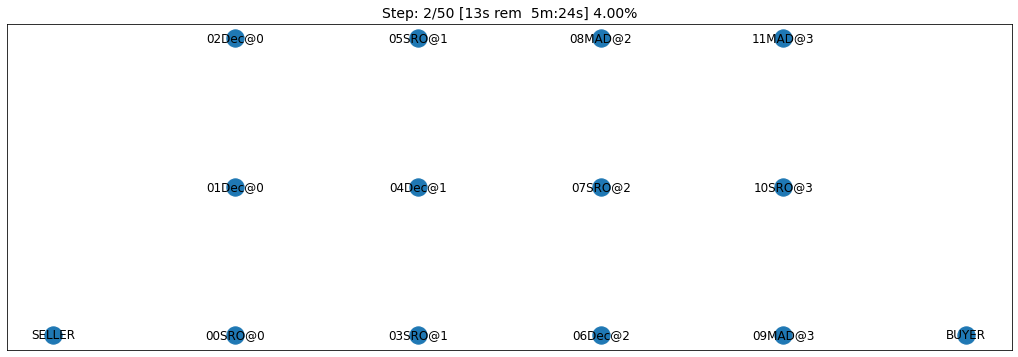 Step: 2/50 [13s rem  5m:24s] 4.00%
02Dec@0 05SRO@1 08MAD@2 11MAD@3
01Dec@0 04Dec@1 07SRO@2 10SRO@3
SELLER 00SRO@0 03SRO@1 06Dec@2 09MAD@3 BUYER